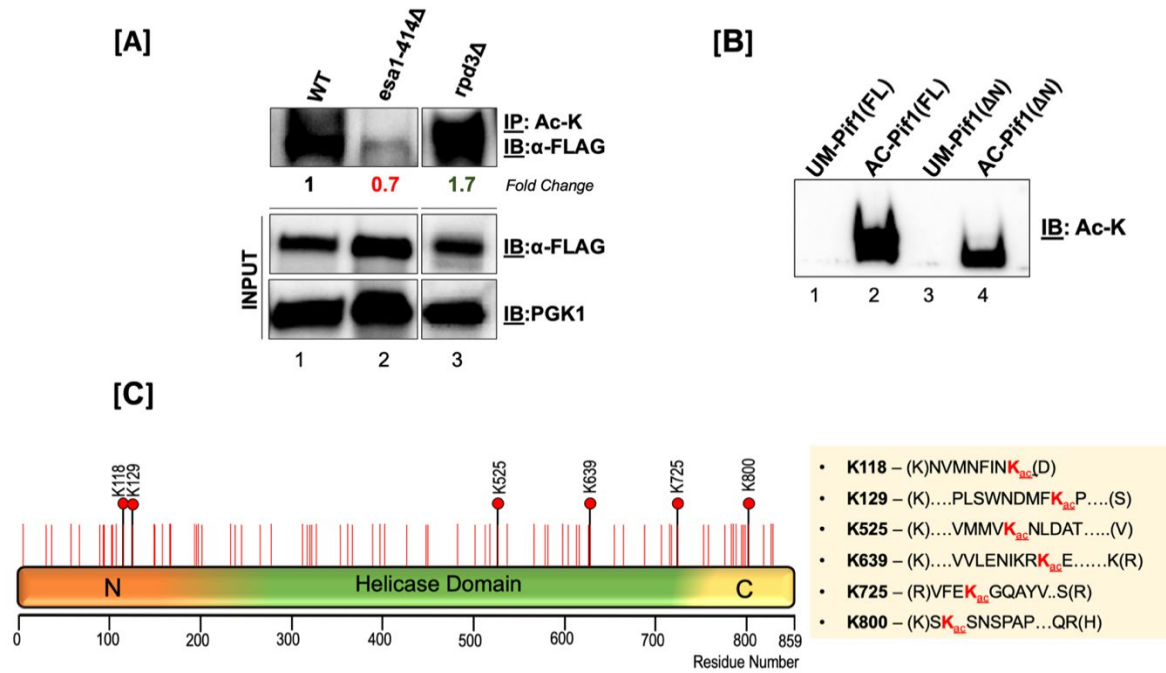 [A]
WT
esa1-414Δ
rpd3Δ
IP: Ac-K
IB:α-FLAG
1
0.7
1.7
Fold Change
INPUT
IB:α-FLAG
IB:PGK1
1
2
3
[B]
UM-Pif1(FL)
AC-Pif1(FL)
UM-Pif1(ΔN)
AC-Pif1(ΔN)
IB: Ac-K
1
2
3
4
[C]
K118
K129
K525
K639
K725
K800
N
Helicase Domain
C
0
100
200
300
400
500
600
700
800
859
Residue Number
• K118 – (K)NVMNFINKac(D)
• K129 – (K)....PLSWNDMFKacP....(S)
• K525 – (K)....VMMVKacNLDAT.....(V)
• K639 – (K)....VVLENIKRKacE......K(R)
• K725 – (R)VFEKacGQAYV..S(R)
• K800 – (K)SKacSNSPAP...QR(H)